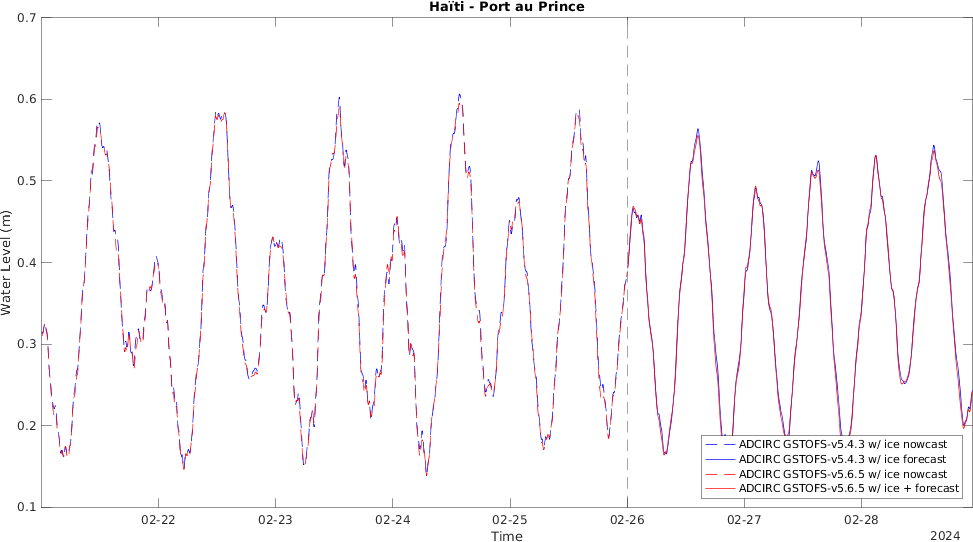 Haïti - Port au Prince
0.7
0.6
0.5
0.4
0.3
0.2
0.1
Water Level (m)
02-22
02-23
02-24
02-25
02-26
02-27
02-28
Time
2024
ADCIRC GSTOFS-v5.4.3 w/ ice nowcast
ADCIRC GSTOFS-v5.4.3 w/ ice forecast
ADCIRC GSTOFS-v5.6.5 w/ ice nowcast
ADCIRC GSTOFS-v5.6.5 w/ ice + forecast